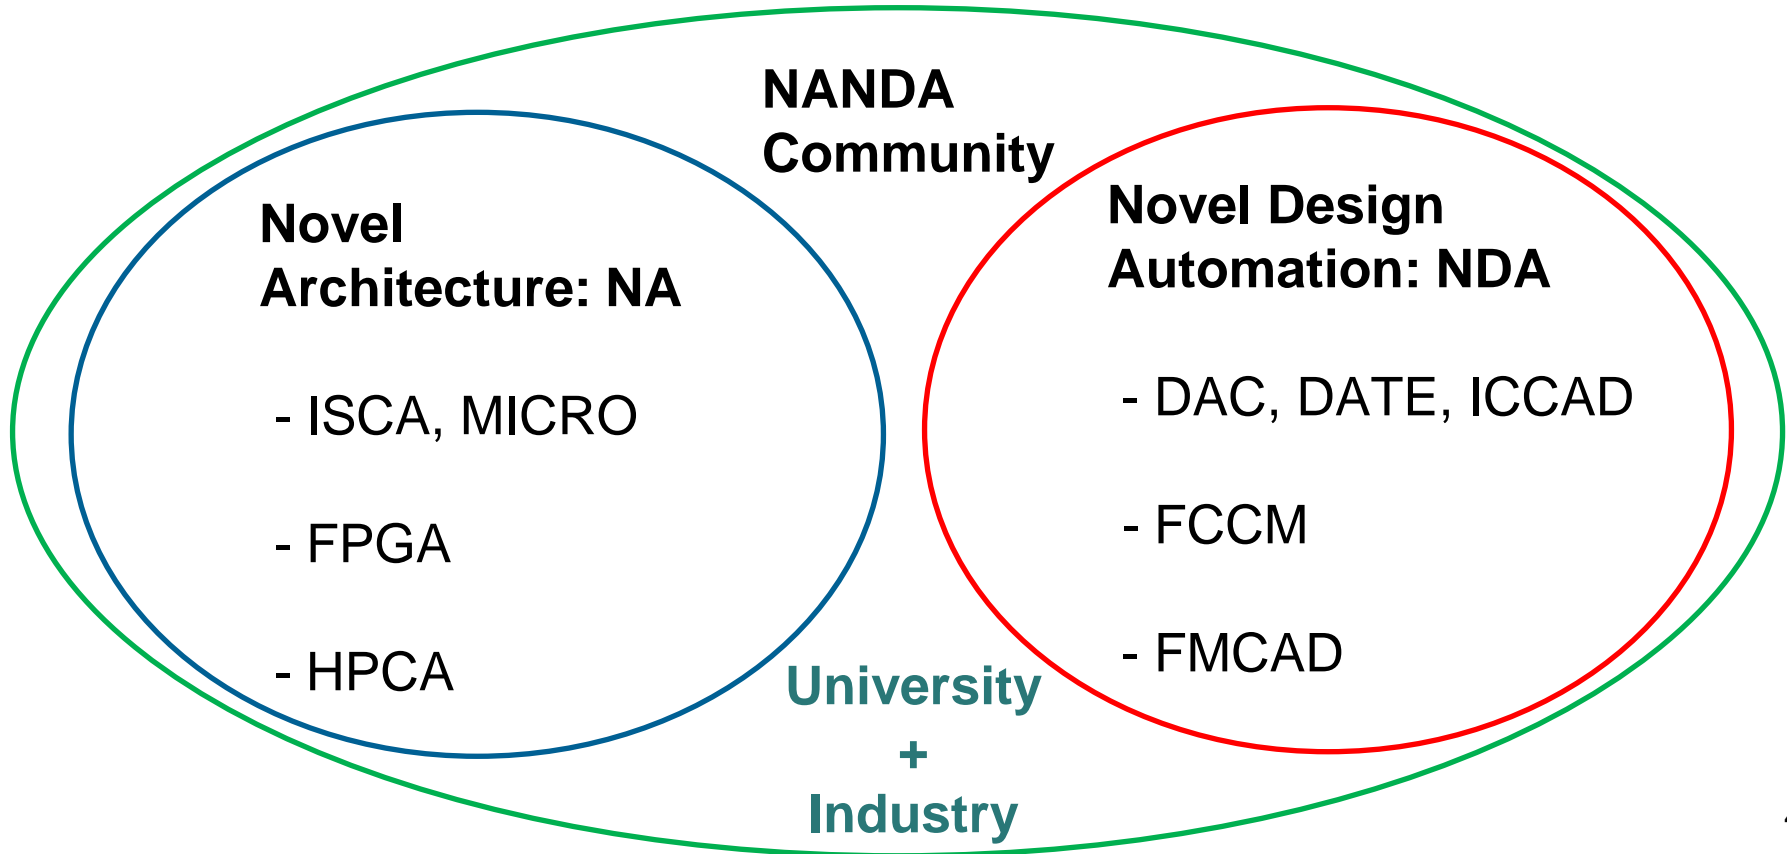 NANDA
Community
Novel
Architecture: NA
- ISCA, MICRO
- FPGA
- HPCA
Novel Design
Automation: NDA
- DAC, DATE, ICCAD
- FCCM
- FMCAD
University
+
Industry